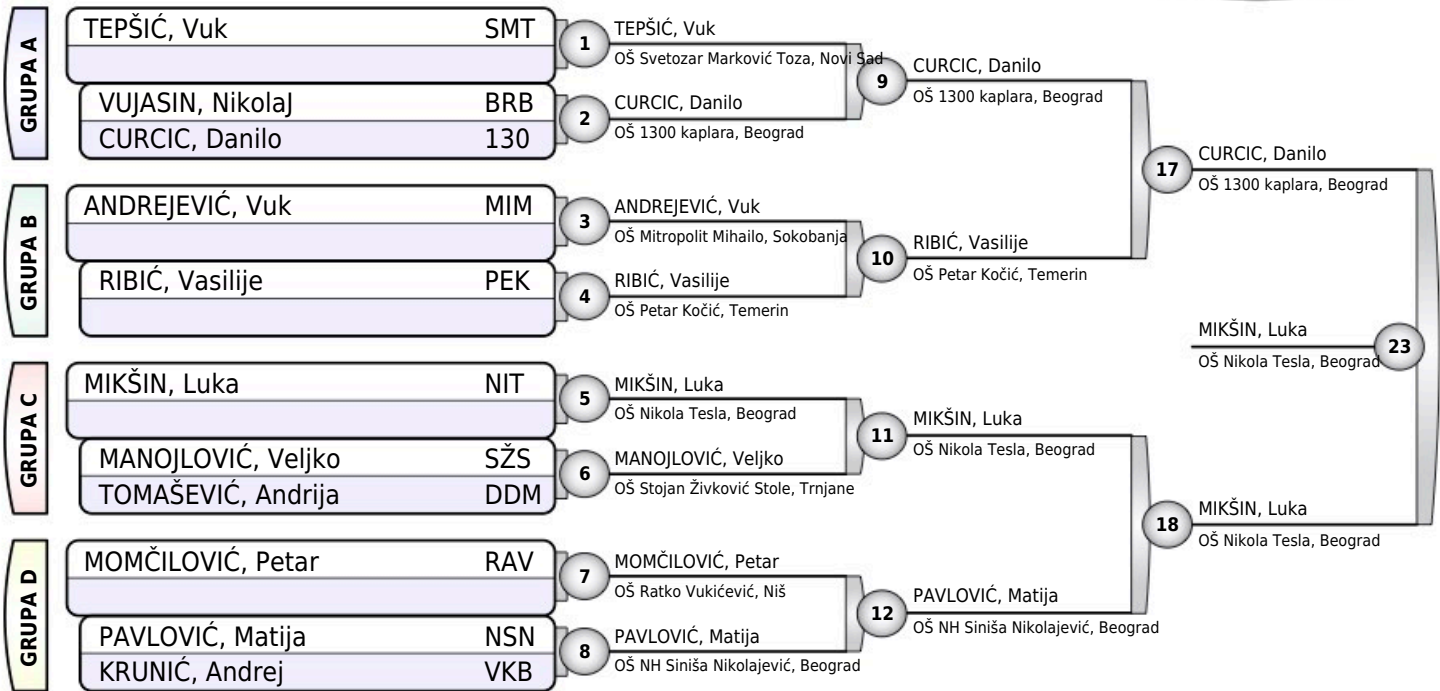 GRUPA A
TEPŠIĆ, Vuk SMT
VUJASIN, NikolaJ BRB
CURCIC, Danilo 130
GRUPA B
ANDREJEVIĆ, Vuk MIM
RIBIĆ, Vasilije PEK
GRUPA C
MIKŠIN, Luka NIT
MANOJLOVIĆ, Veljko SŽS
TOMAŠEVIĆ, Andrija DDM
GRUPA D
MOMČILOVIĆ, Petar RAV
PAVLOVIĆ, Matija NSN
KRUNIĆ, Andrej VKB
1
TEPŠIĆ, Vuk
OŠ Svetozar Marković Toza, Novi Sad
2
CURCIC, Danilo
OŠ 1300 kaplara, Beograd
3
ANDREJEVIĆ, Vuk
OŠ Mitropolit Mihailo, Sokobanja
4
RIBIĆ, Vasilije
OŠ Petar Kočić, Temerin
5
MIKŠIN, Luka
OŠ Nikola Tesla, Beograd
6
MANOJLOVIĆ, Veljko
OŠ Stojan Živković Stole, Trnjane
7
MOMČILOVIĆ, Petar
OŠ Ratko Vukićević, Niš
8
PAVLOVIĆ, Matija
OŠ NH Siniša Nikolajević, Beograd
9
CURCIC, Danilo
OŠ 1300 kaplara, Beograd
10
RIBIĆ, Vasilije
OŠ Petar Kočić, Temerin
11
MIKŠIN, Luka
OŠ Nikola Tesla, Beograd
12
PAVLOVIĆ, Matija
OŠ NH Siniša Nikolajević, Beograd
17
CURCIC, Danilo
OŠ 1300 kaplara, Beograd
18
MIKŠIN, Luka
OŠ Nikola Tesla, Beograd
MIKŠIN, Luka
OŠ Nikola Tesla, Beograd
23